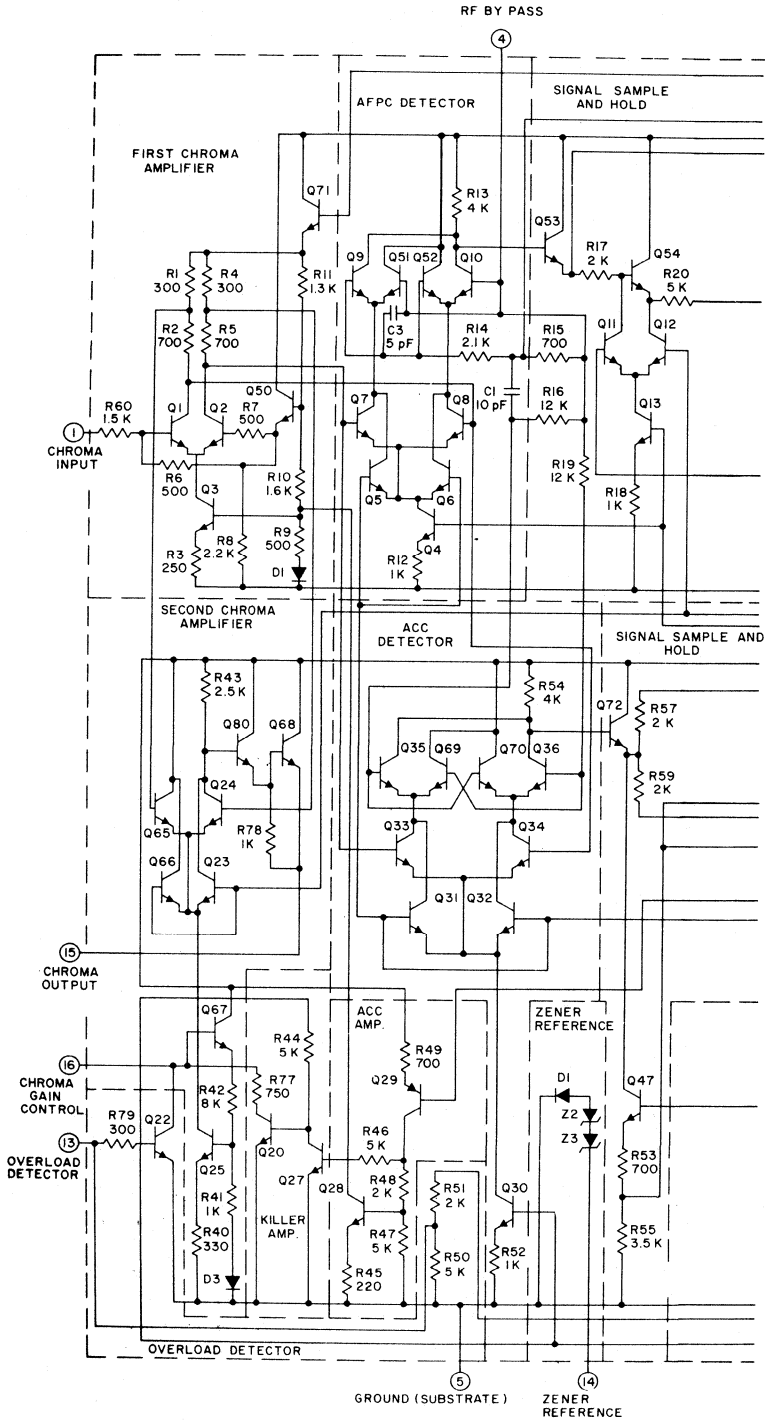 RF BY PASS
4
AFPC DETECTOR
SIGNAL SAMPLE
AND HOLD
FIRST CHROMA
AMPLIFIER
Q71
R13
4 K
Q53
R17
2 K
Q54
R20
5 K
Q9
Q51
Q52
Q10
R1
300
R4
300
R11
1.3 K
C3
5 pF
R14
2.1 K
R15
700
Q11
Q12
R2
700
R5
700
C1
10 pF
R16
12 K
Q50
Q7
Q8
Q13
R60
1.5 K
Q1
Q2
R7
500
1
CHROMA
INPUT
R6
500
R10
1.6 K
R19
12 K
Q3
Q5
Q6
R18
1 K
R3
250
R8
2.2 K
R9
500
D1
R12
1 K
Q4
SECOND CHROMA
AMPLIFIER
ACC
DETECTOR
SIGNAL SAMPLE AND
HOLD
R43
2.5 K
R54
4K
Q72
R57
2 K
Q80
Q68
Q35
Q69
Q70
Q36
R59
2K
Q24
Q65
R78
1K
Q33
Q34
Q66
Q23
Q31
Q32
15
CHROMA
OUTPUT
Q67
ACC
AMP.
ZENER
REFERENCE
R44
5 K
R49
700
16
CHROMA
GAIN
CONTROL
R42
8 K
R77
750
Q29
D1
Z2
Z3
Q47
R79
300
Q22
13
OVERLOAD
DETECTOR
Q25
Q20
Q27
R46
5 K
Q28
R48
2 K
R51
2 K
Q30
R53
700
R41
1 K
R40
330
KILLER
AMP.
R47
5 K
R50
5 K
R52
1 K
R55
3.5 K
D3
R45
220
OVERLOAD DETECTOR
5
14
GROUND (SUBSTRATE)
ZENER
REFERENCE